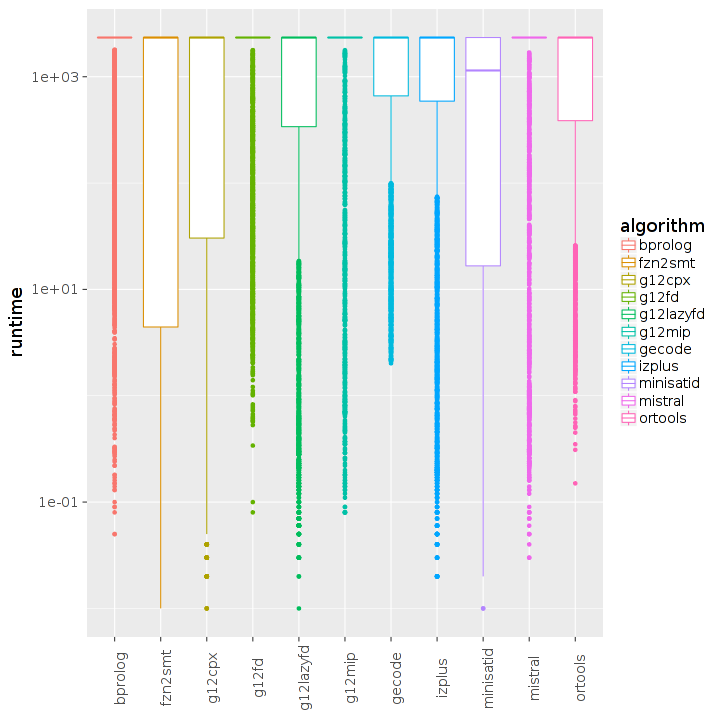 1e+03
1e+01
1e-01
runtime
bprolog
fzn2smt
g12cpx
g12fd
g12lazyfd
g12mip
gecode
izplus
minisatid
mistral
ortools
algorithm
bprolog
fzn2smt
g12cpx
g12fd
g12lazyfd
g12mip
gecode
izplus
minisatid
mistral
ortools